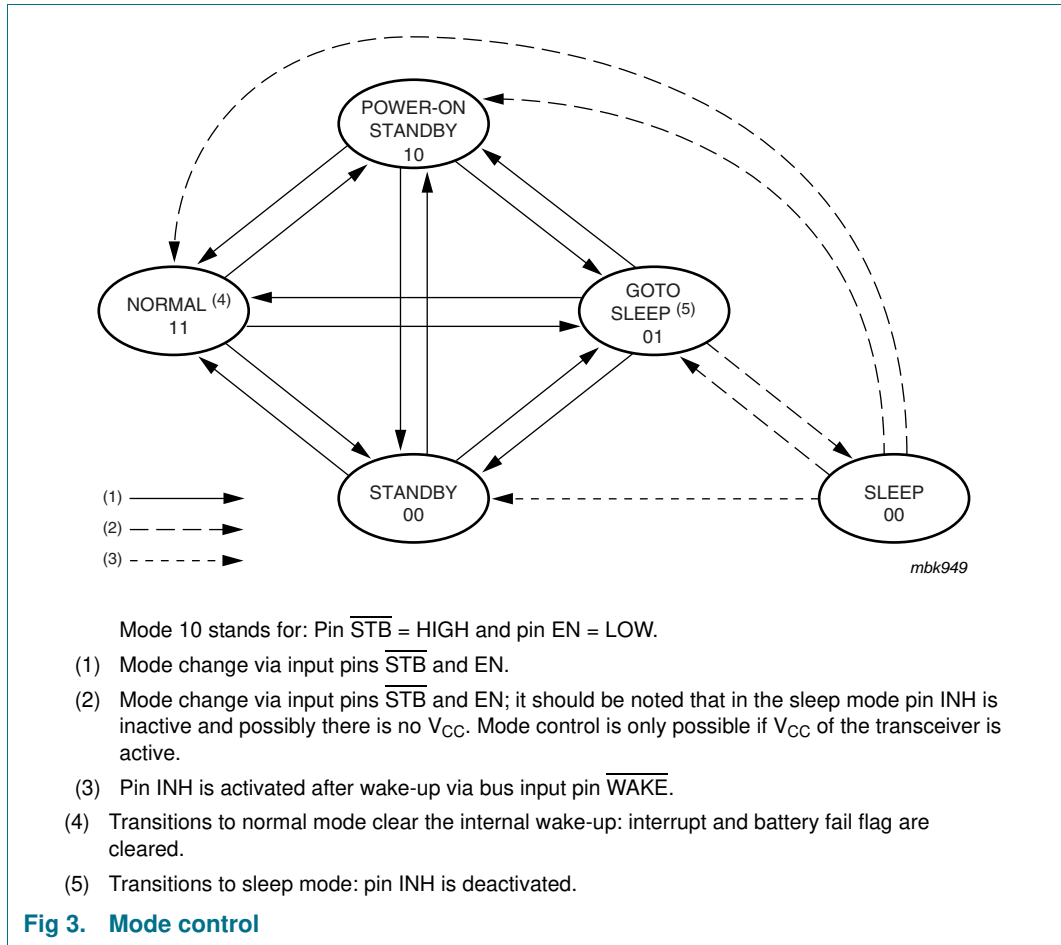 POWER-ON
STANDBY
10
NORMAL (4)
11
GOTO
SLEEP (5)
01
STANDBY
00
SLEEP
00
(1)
(2)
(3)
mbk949
Mode 10 stands for: Pin S̅T̅B̅ = HIGH and pin EN = LOW.
(1) Mode change via input pins S̅T̅B̅ and EN.
(2) Mode change via input pins S̅T̅B̅ and EN; it should be noted that in the sleep mode pin INH is
inactive and possibly there is no VCC. Mode control is only possible if VCC of the transceiver is
active.
(3) Pin INH is activated after wake-up via bus input pin W̅A̅K̅E̅.
(4) Transitions to normal mode clear the internal wake-up: interrupt and battery fail flag are
cleared.
(5) Transitions to sleep mode: pin INH is deactivated.
Fig 3. Mode control